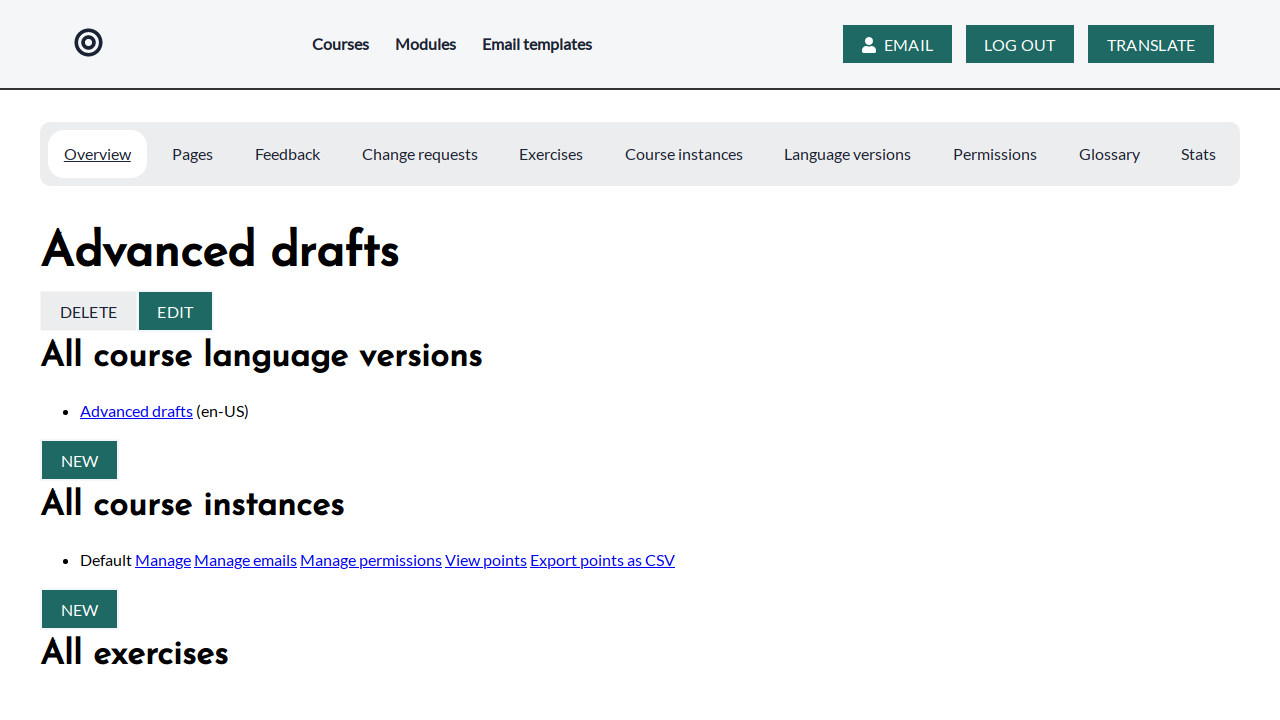 Courses Modules Email templates EMAIL LOG OUT TRANSLATE
Overview Pages Feedback Change requests Exercises Course instances Language versions Permissions Glossary Stats
Advanced drafts
DELETE EDIT
All course language versions
Advanced drafts (en-US)
NEW
All course instances
Default Manage Manage emails Manage permissions View points Export points as CSV
NEW
All exercises